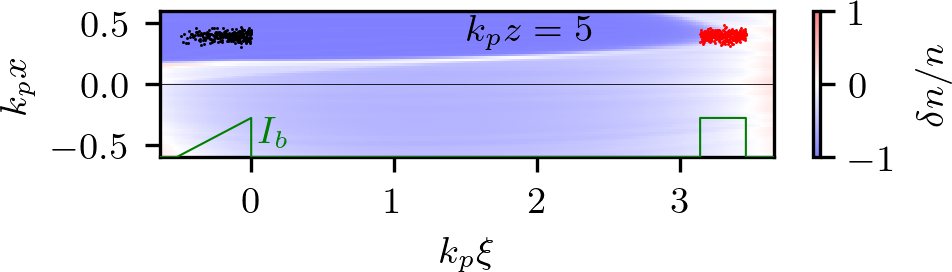 k_p z = 5
0.5
0.0
−0.5
k_p x
I_b
0 1 2 3
k_p ξ
1
0
−1
δn/n